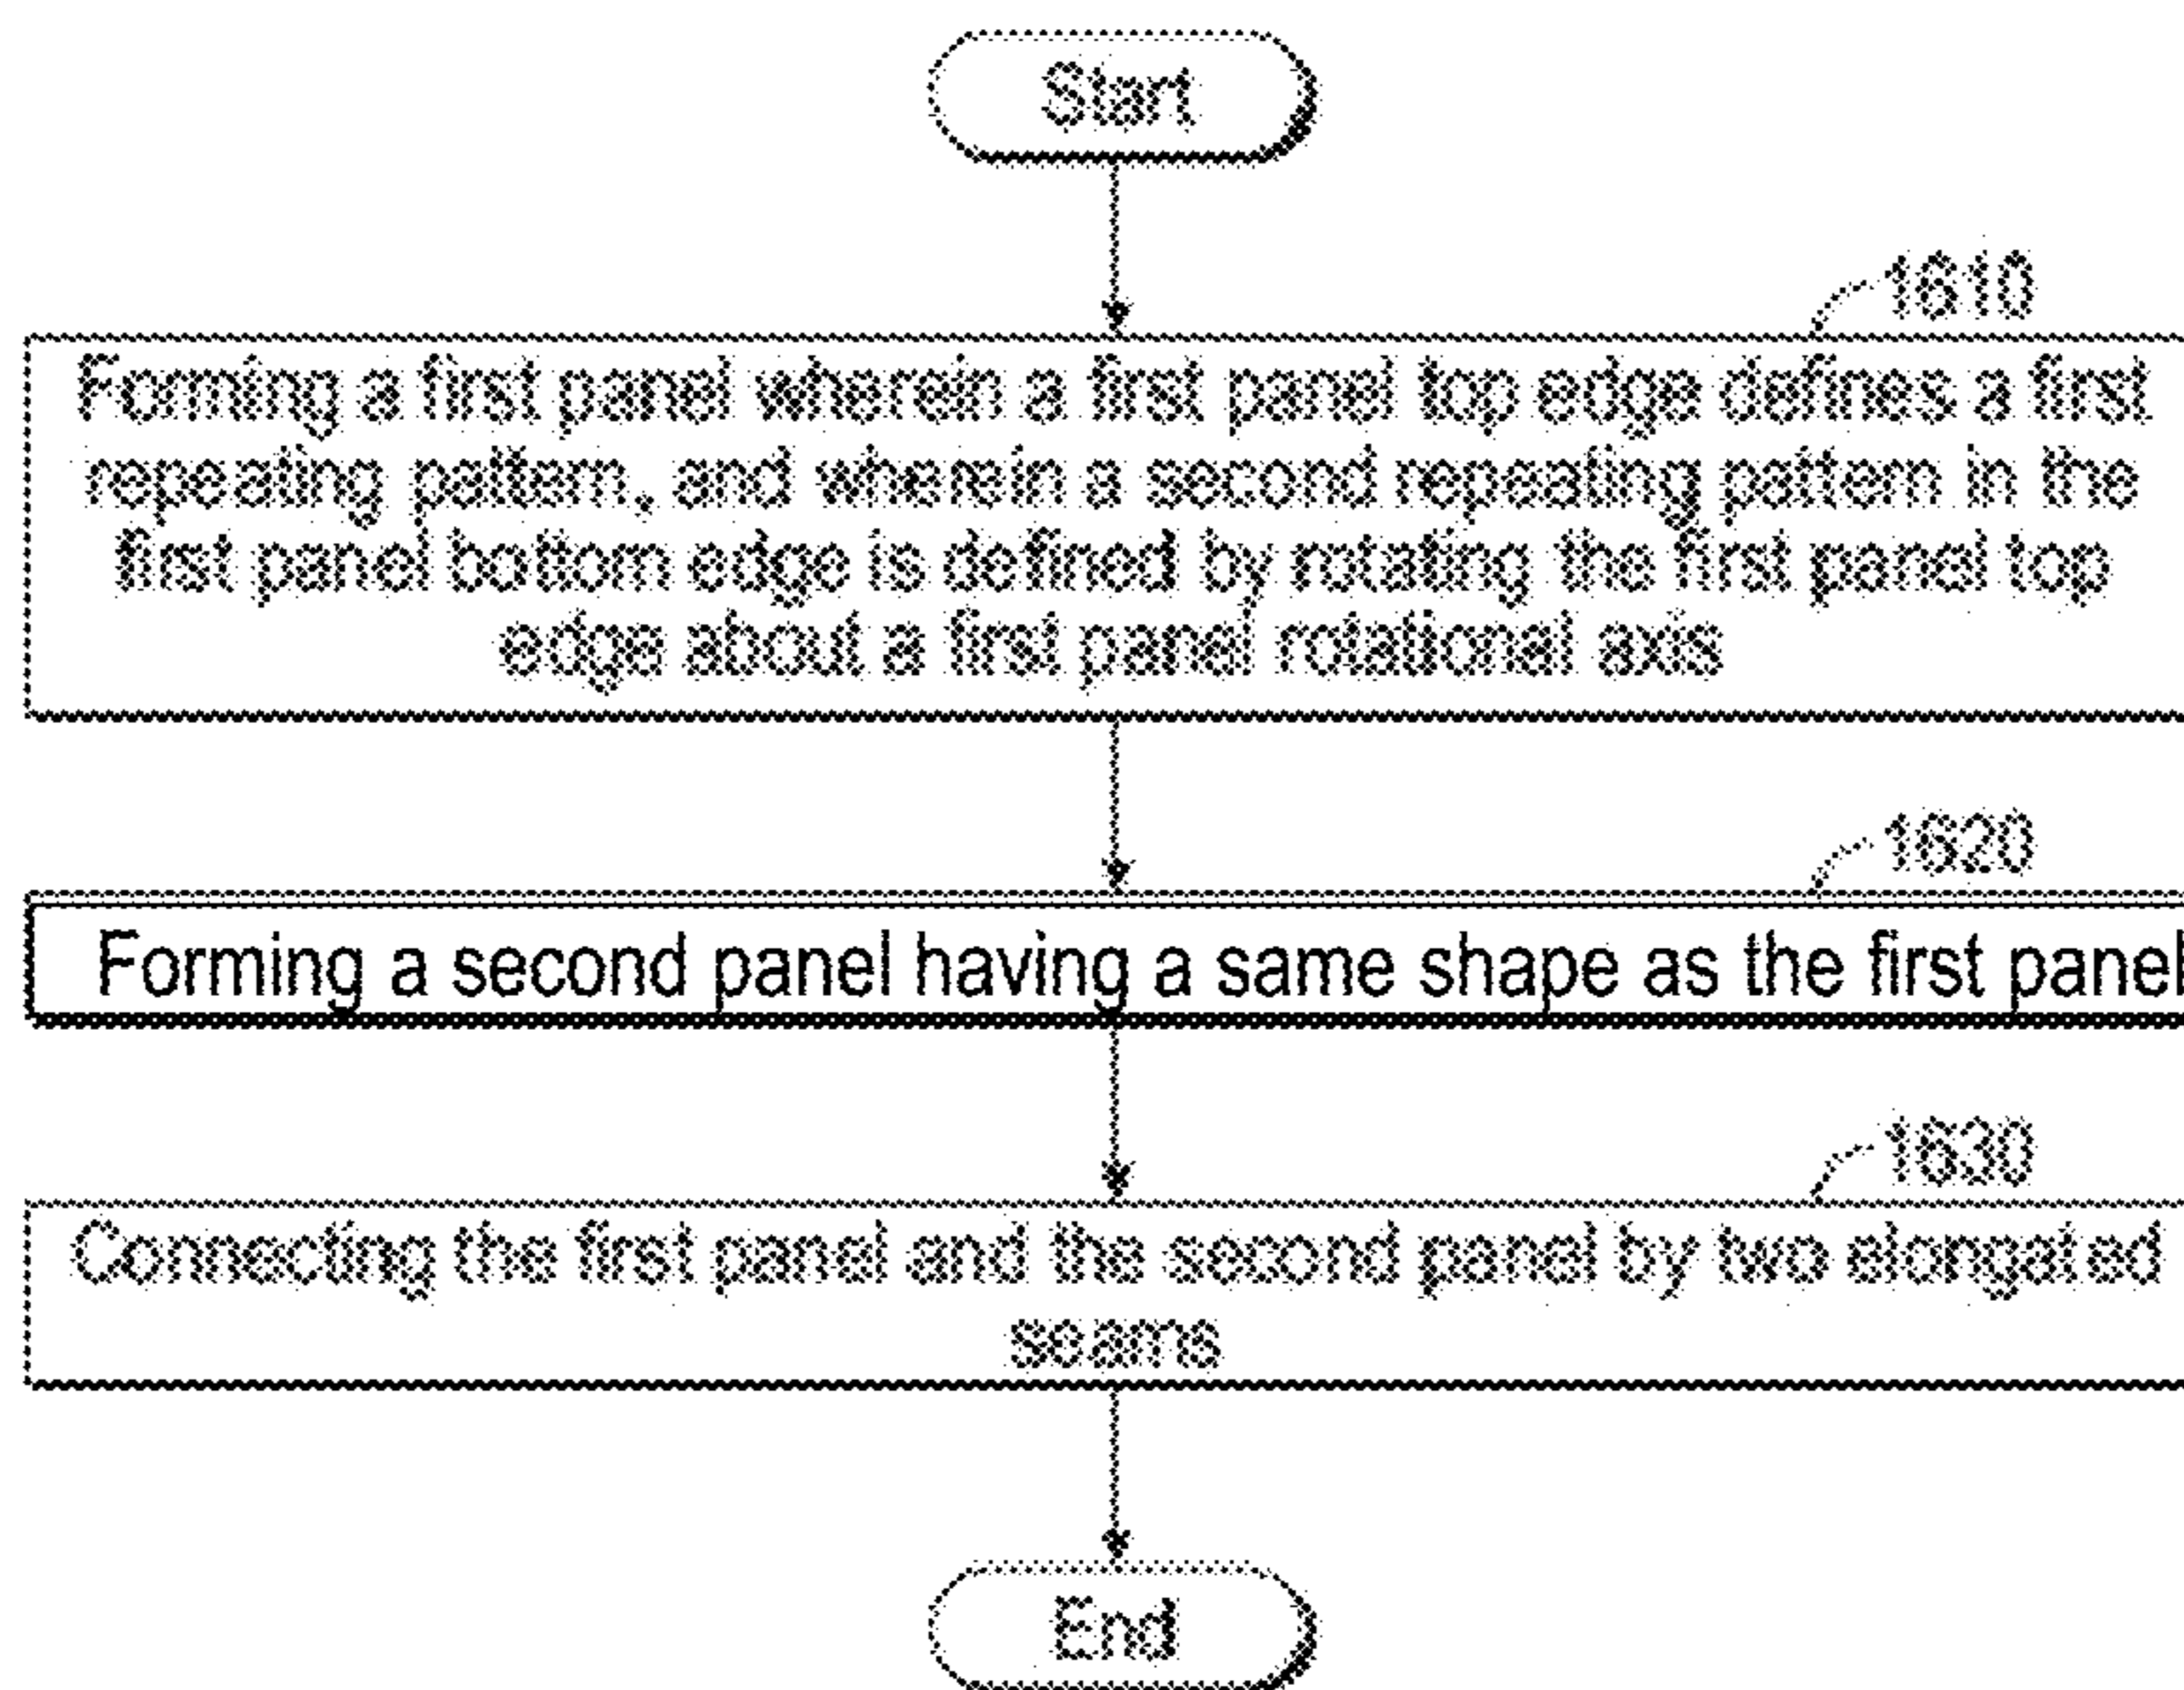 Start
1610
Forming a first panel wherein a first panel top edge defines a first
repeating pattern, and wherein a second repeating pattern in the
first panel bottom edge is defined by rotating the first panel top
edge about a first panel rotational axis
1620
Forming a second panel having a same shape as the first panel
1630
Connecting the first panel and the second panel by two elongated
seams
End